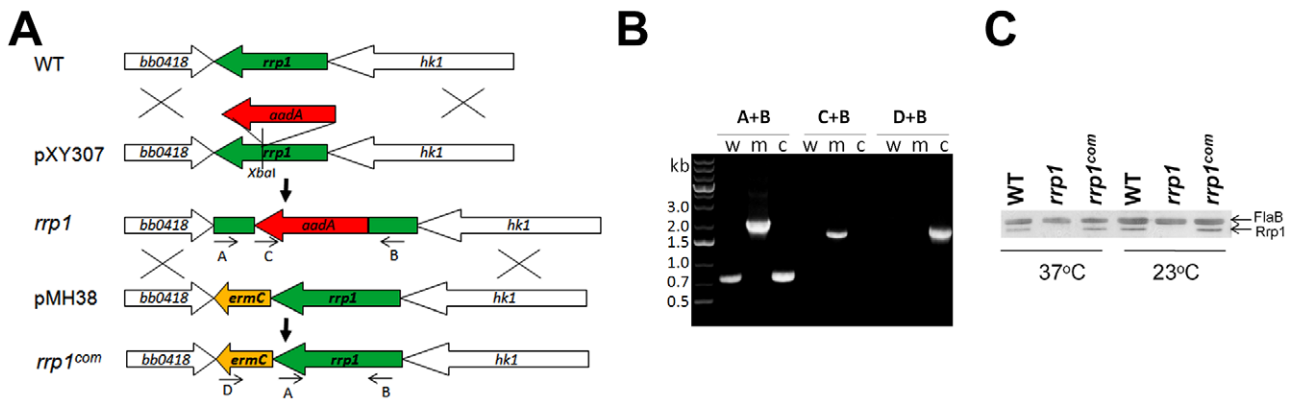 A
WT
bb0418 rrp1 hk1
aadA
pXY307
bb0418 rrp1 hk1
XbaI
rrp1
bb0418 aadA hk1
A C B
pMH38
bb0418 ermC rrp1 hk1
rrp1com
bb0418 ermC rrp1 hk1
D A B
B
A+B C+B D+B
w m c w m c w m c
kb
3.0
2.0
1.5
1.0
0.7
0.5
C
WT rrp1 rrp1com WT rrp1 rrp1com
FlaB
Rrp1
37°C 23°C